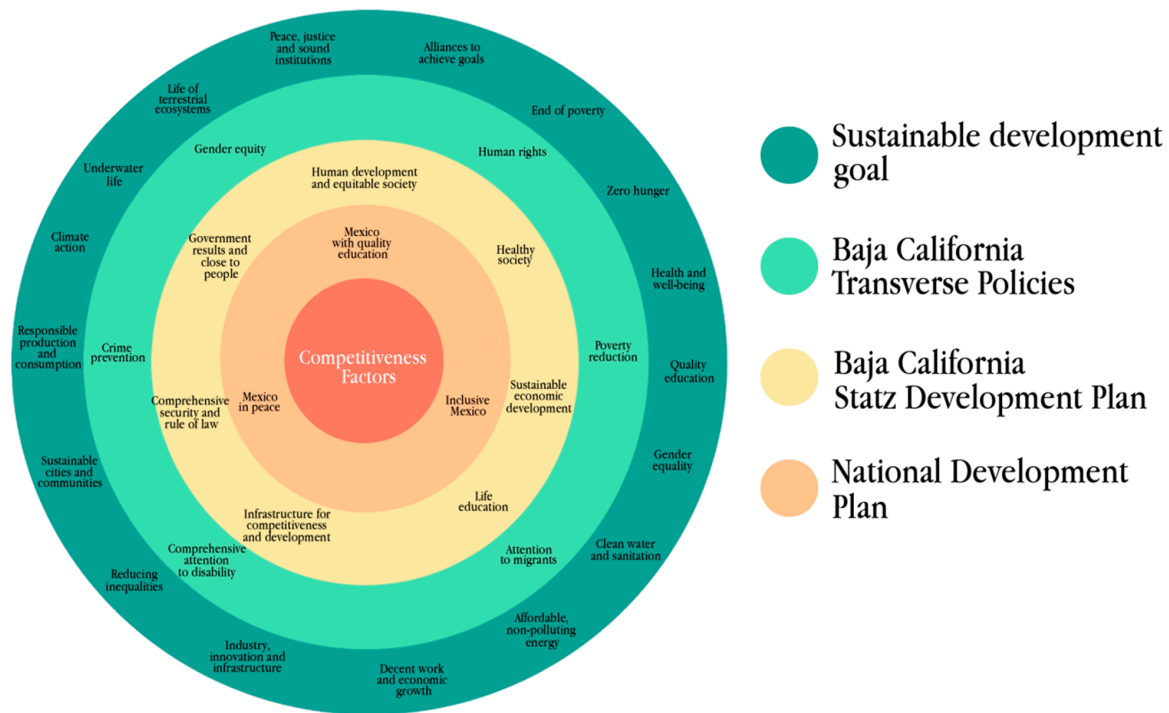 Peace, justice
and sound
institutions
Alliances to
achieve goals
End of poverty
Zero hunger
Health and
well-being
Quality
education
Gender
equality
Clean water
and sanitation
Affordable,
non-polluting
energy
Decent work
and economic
growth
Industry,
innovation and
infrastructure
Reducing
inequalities
Sustainable
cities and
communities
Responsible
production
and
consumption
Climate
action
Underwater
life
Life of
terrestrial
ecosystems
Gender equity
Human rights
Poverty
reduction
Attention
to migrants
Comprehensive
attention
to disability
Crime
prevention
Human development
and equitable society
Healthy
society
Sustainable
economic
development
Life
education
Infrastructure for
competitiveness
and development
Comprehensive
security and
rule of law
Government
results and
close to
people
Mexico
with quality
education
Inclusive
Mexico
Mexico
in peace
Competitiveness
Factors
Sustainable development
goal
Baja California
Transverse Policies
Baja California
Statz Development Plan
National Development
Plan